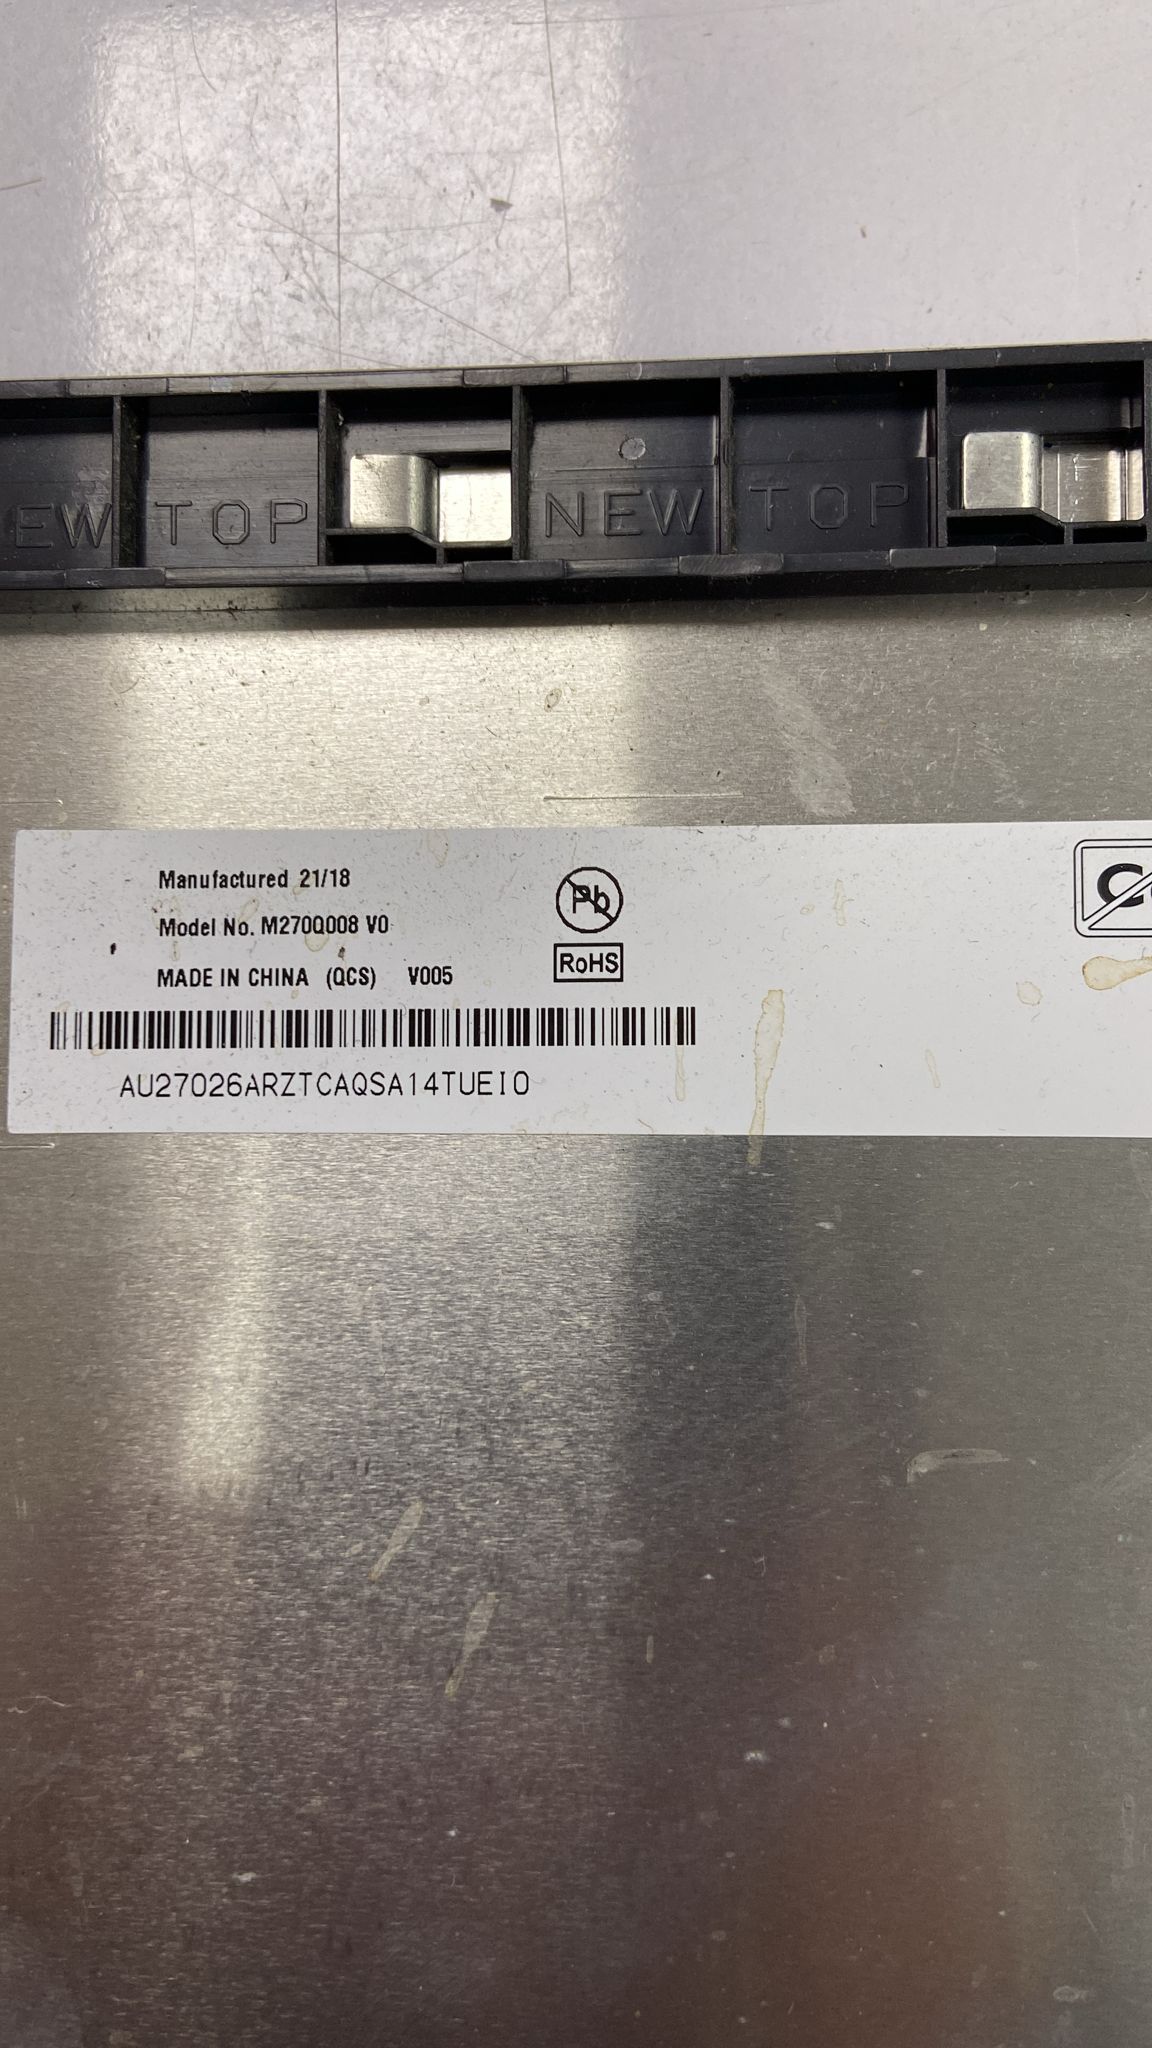 EW TOP NEW TOP
Manufactured 21/18
Model No. M270Q008 V0
MADE IN CHINA (QCS) V005
Pb
RoHS
AU27026ARZTCAQSA14TUEI0